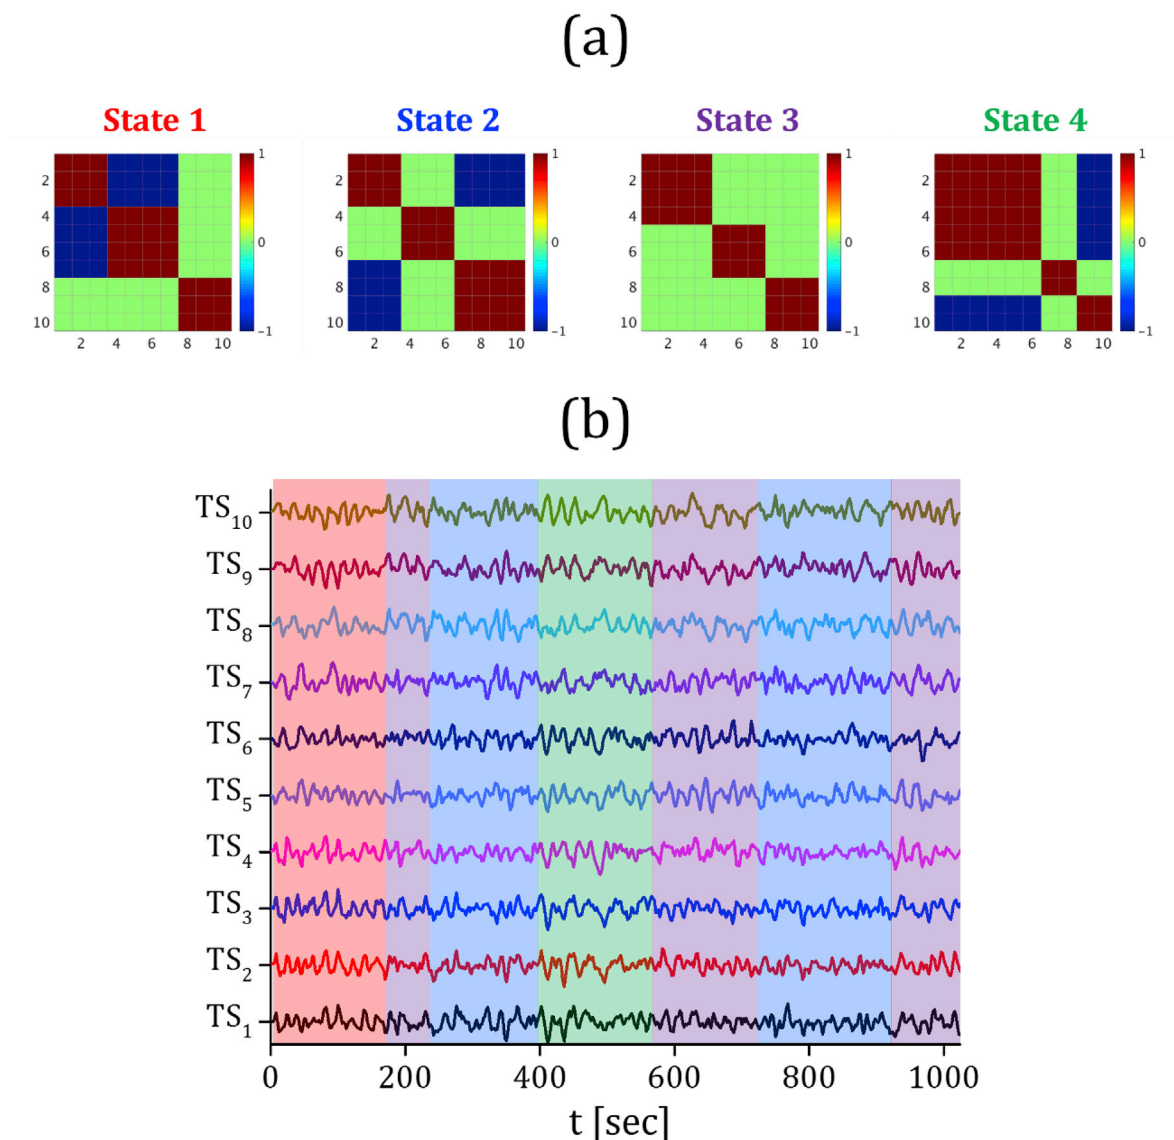 (a)
State 1 State 2 State 3 State 4
1 1 1 1
2 2 2 2
4 4 4 4
0 0 0 0
6 6 6 6
8 8 8 8
10 10 10 10
-1 -1 -1 -1
2 4 6 8 10 2 4 6 8 10 2 4 6 8 10 2 4 6 8 10
(b)
TS10
TS9
TS8
TS7
TS6
TS5
TS4
TS3
TS2
TS1
0 200 400 600 800 1000
t [sec]